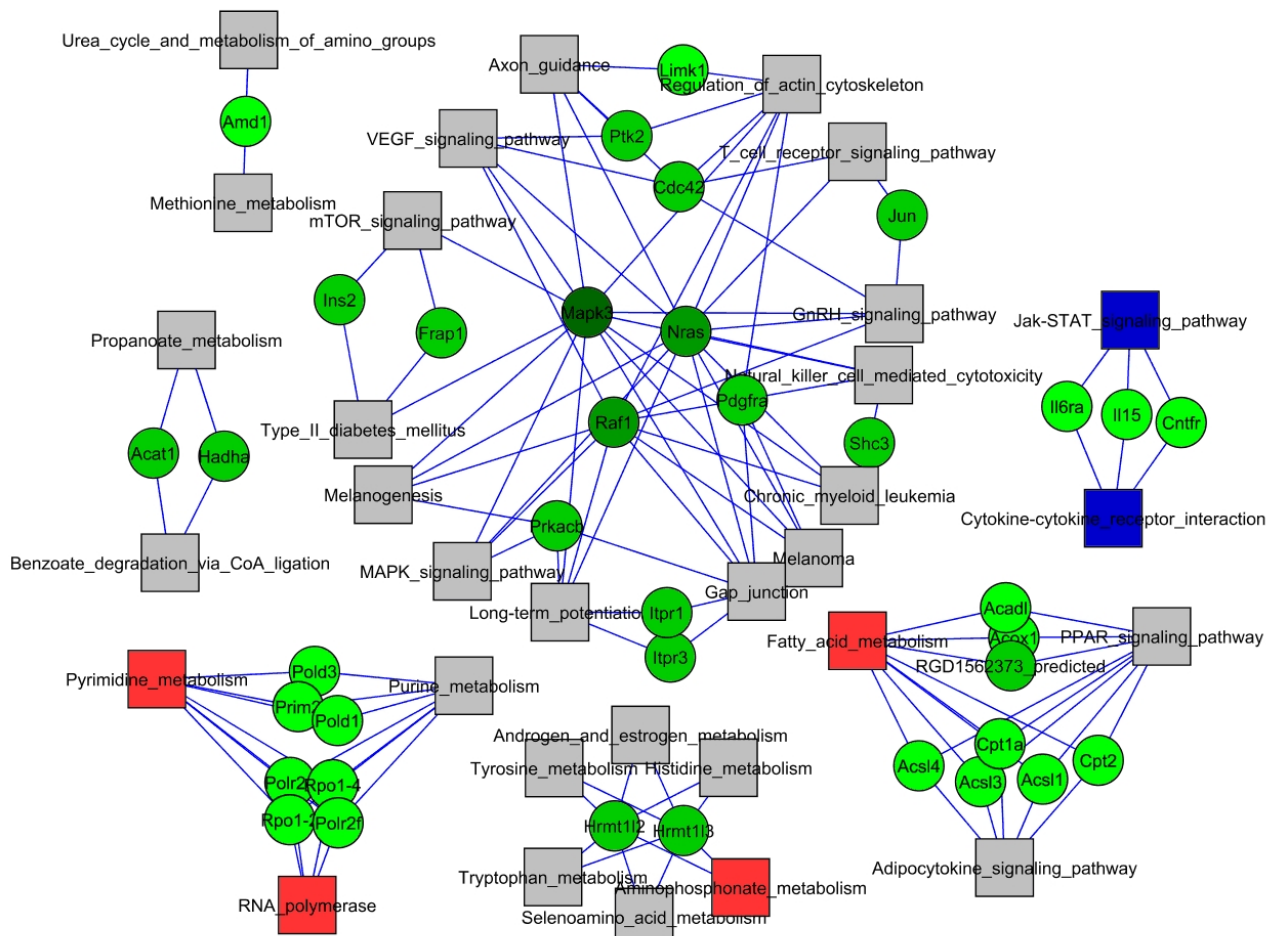 Urea_cycle_and_metabolism_of_amino_groups
Amd1
Methionine_metabolism
Axon_guidance
Limk1
Regulation_of_actin_cytoskeleton
VEGF_signaling_pathway
Ptk2
T_cell_receptor_signaling_pathway
Cdc42
mTOR_signaling_pathway
Jun
Ins2
Frap1
Mapk3
Nras
GnRH_signaling_pathway
Natural_killer_cell_mediated_cytotoxicity
Pdgfra
Raf1
Type_II_diabetes_mellitus
Shc3
Melanogenesis
Chronic_myeloid_leukemia
Prkacb
MAPK_signaling_pathway
Melanoma
Gap_junction
Long-term_potentiation
Itpr1
Itpr3
Propanoate_metabolism
Acat1
Hadha
Benzoate_degradation_via_CoA_ligation
Jak-STAT_signaling_pathway
Il6ra
Il15
Cntfr
Cytokine-cytokine_receptor_interaction
Pyrimidine_metabolism
Pold3
Purine_metabolism
Prim2
Pold1
Rpo1-4
Polr2f
RNA_polymerase
Androgen_and_estrogen_metabolism
Tyrosine_metabolism
Histidine_metabolism
Hrmt1l2
Hrmt1l3
Tryptophan_metabolism
Aminophosphonate_metabolism
Selenoamino_acid_metabolism
Acadl
Fatty_acid_metabolism
Acox1
PPAR_signaling_pathway
RGD1562373_predicted
Cpt1a
Acsl4
Acsl3
Acsl1
Cpt2
Adipocytokine_signaling_pathway